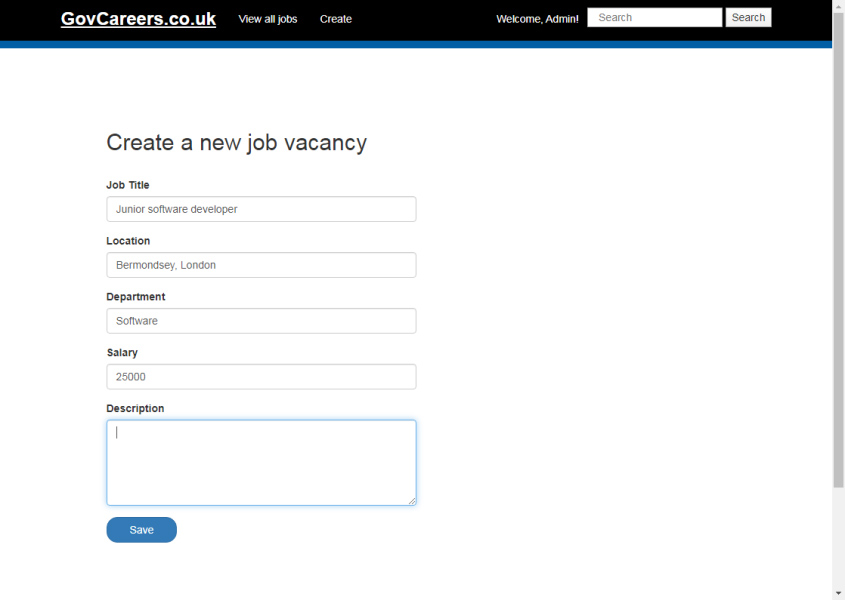 GovCareers.co.uk View all jobs Create Welcome, Admin! Search Search
Create a new job vacancy
Job Title
Junior software developer
Location
Bermondsey, London
Department
Software
Salary
25000
Description
Save